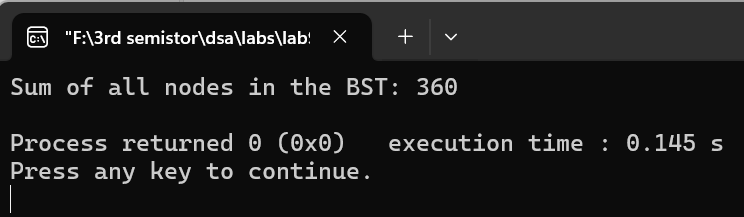 "F:\3rd semistor\dsa\labs\lab9
Sum of all nodes in the BST: 360
Process returned 0 (0x0)   execution time : 0.145 s
Press any key to continue.